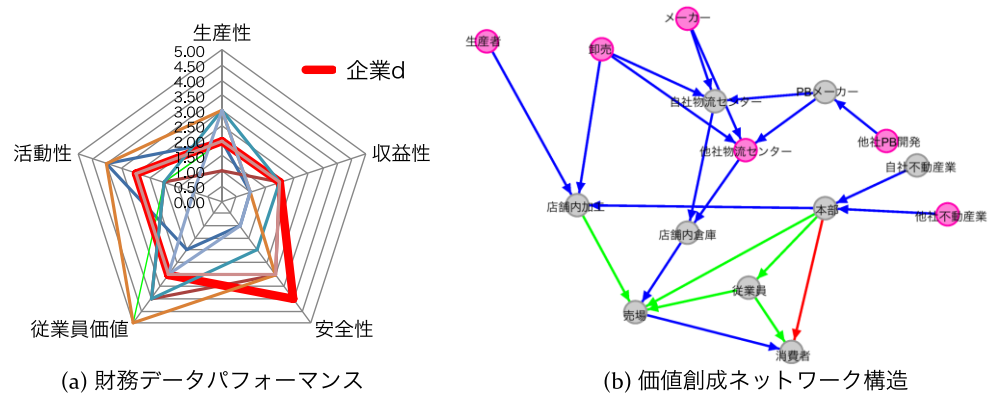 生産性
5.00
4.50
4.00
3.50
3.00
2.50
2.00
1.50
1.00
0.50
0.00
企業d
活動性
収益性
従業員価値
安全性
(a) 財務データパフォーマンス
メーカー
生産者
卸売
PBメーカー
自社物流センター
他社PB開発
他社物流センター
自社不動産業
店舗内加工
本部
他社不動産業
店舗内倉庫
従業員
売場
消費者
(b) 価値創成ネットワーク構造